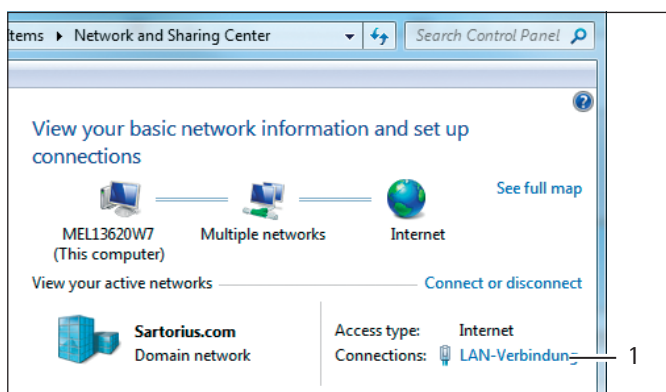 tems ▸ Network and Sharing Center
Search Control Panel
View your basic network information and set up
connections
See full map
MEL13620W7
(This computer)
Multiple networks
Internet
View your active networks
Connect or disconnect
Sartorius.com
Domain network
Access type: Internet
Connections: LAN-Verbindung
1